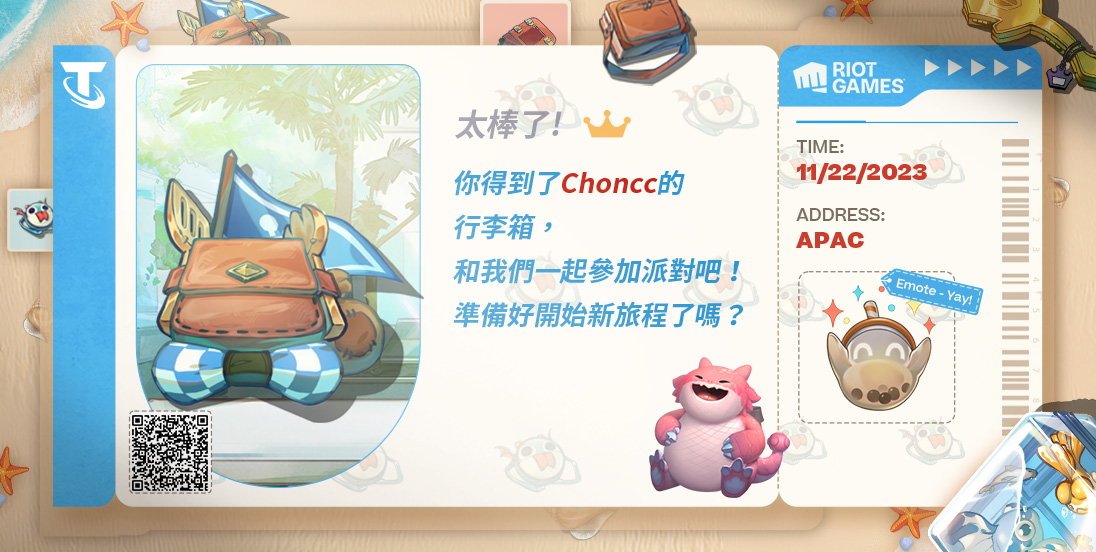 太棒了!
你得到了Choncc的
行李箱，
和我們一起參加派對吧！
準備好開始新旅程了嗎？
RIOT
GAMES
TIME:
11/22/2023
ADDRESS:
APAC
Emote - Yay!